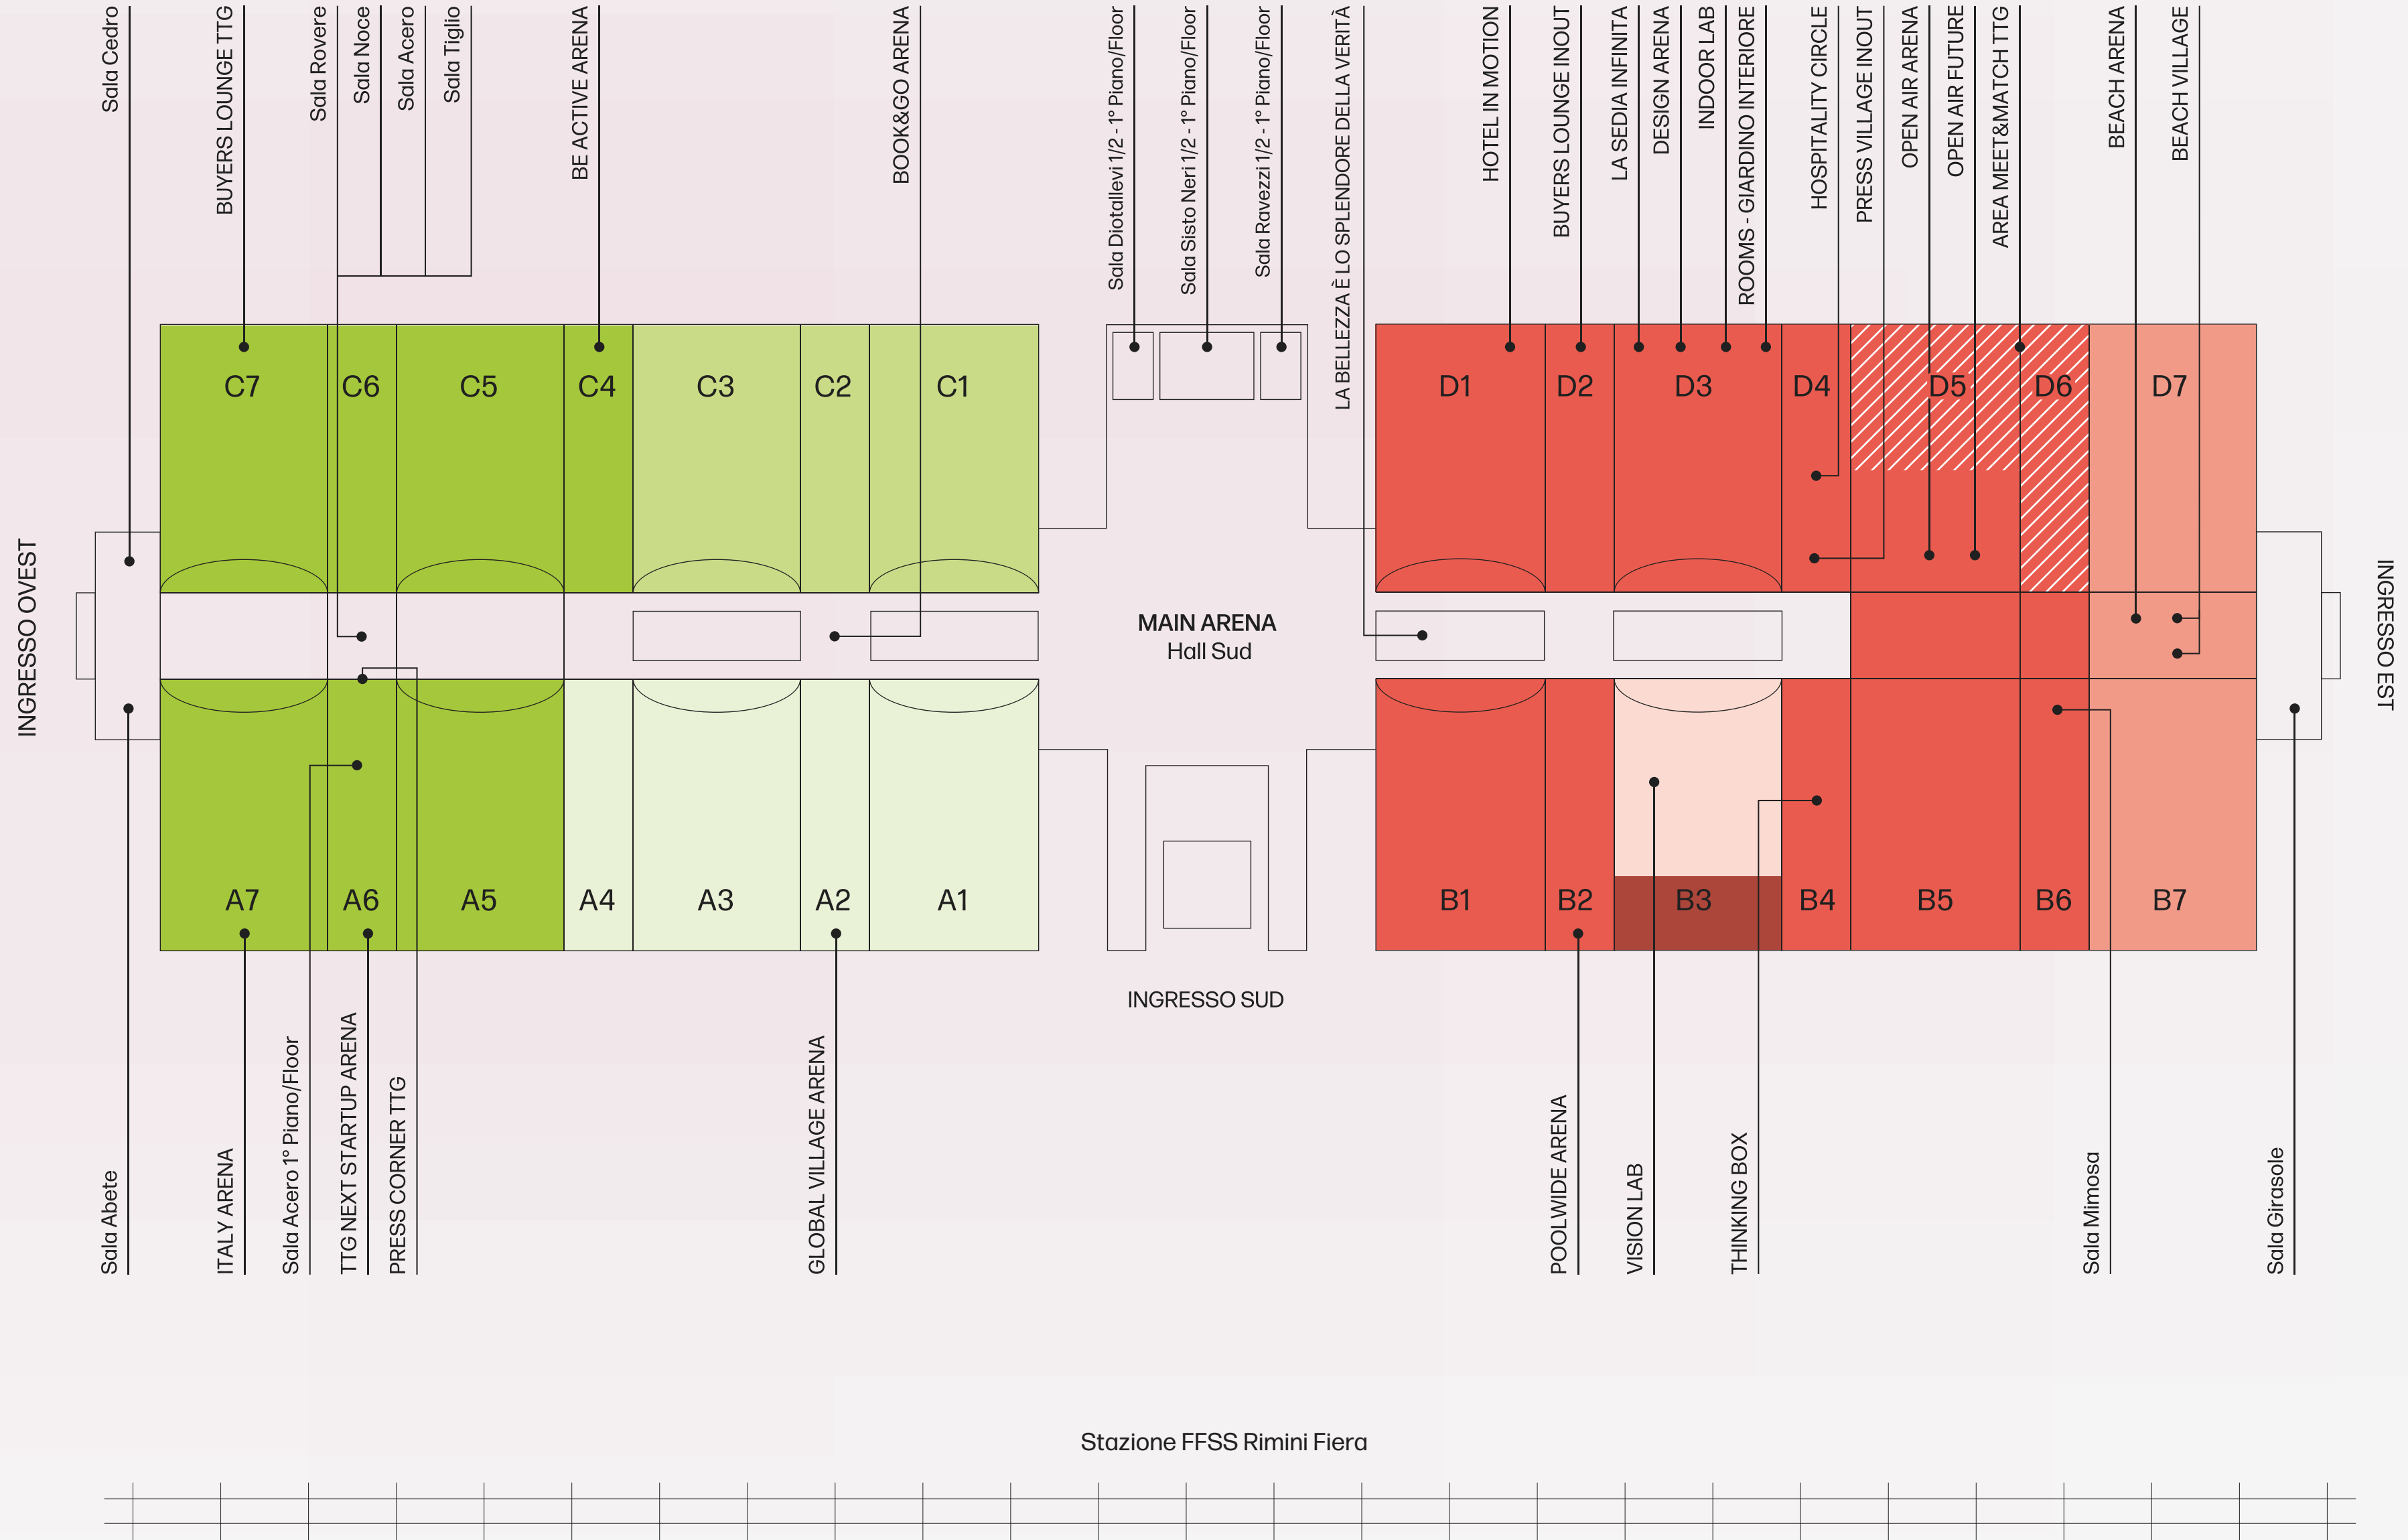 Sala Cedro
BUYERS LOUNGE TTG
Sala Rovere
Sala Noce
Sala Acero
Sala Tiglio
BE ACTIVE ARENA
BOOK&GO ARENA
Sala Diotallevi 1/2 - 1° Piano/Floor
Sala Sisto Neri 1/2 - 1° Piano/Floor
Sala Ravezzi 1/2 - 1° Piano/Floor
LA BELLEZZA È LO SPLENDORE DELLA VERITÀ
HOTEL IN MOTION
BUYERS LOUNGE INOUT
LA SEDIA INFINITA
DESIGN ARENA
INDOOR LAB
ROOMS - GIARDINO INTERIORE
HOSPITALITY CIRCLE
PRESS VILLAGE INOUT
OPEN AIR ARENA
OPEN AIR FUTURE
AREA MEET&MATCH TTG
BEACH ARENA
BEACH VILLAGE
C7
C6
C5
C4
C3
C2
C1
D1
D2
D3
D4
D5
D6
D7
INGRESSO OVEST
MAIN ARENA
Hall Sud
INGRESSO EST
A7
A6
A5
A4
A3
A2
A1
B1
B2
B3
B4
B5
B6
B7
INGRESSO SUD
Sala Abete
ITALY ARENA
Sala Acero 1° Piano/Floor
TTG NEXT STARTUP ARENA
PRESS CORNER TTG
GLOBAL VILLAGE ARENA
POOLWIDE ARENA
VISION LAB
THINKING BOX
Sala Mimosa
Sala Girasole
Stazione FFSS Rimini Fiera